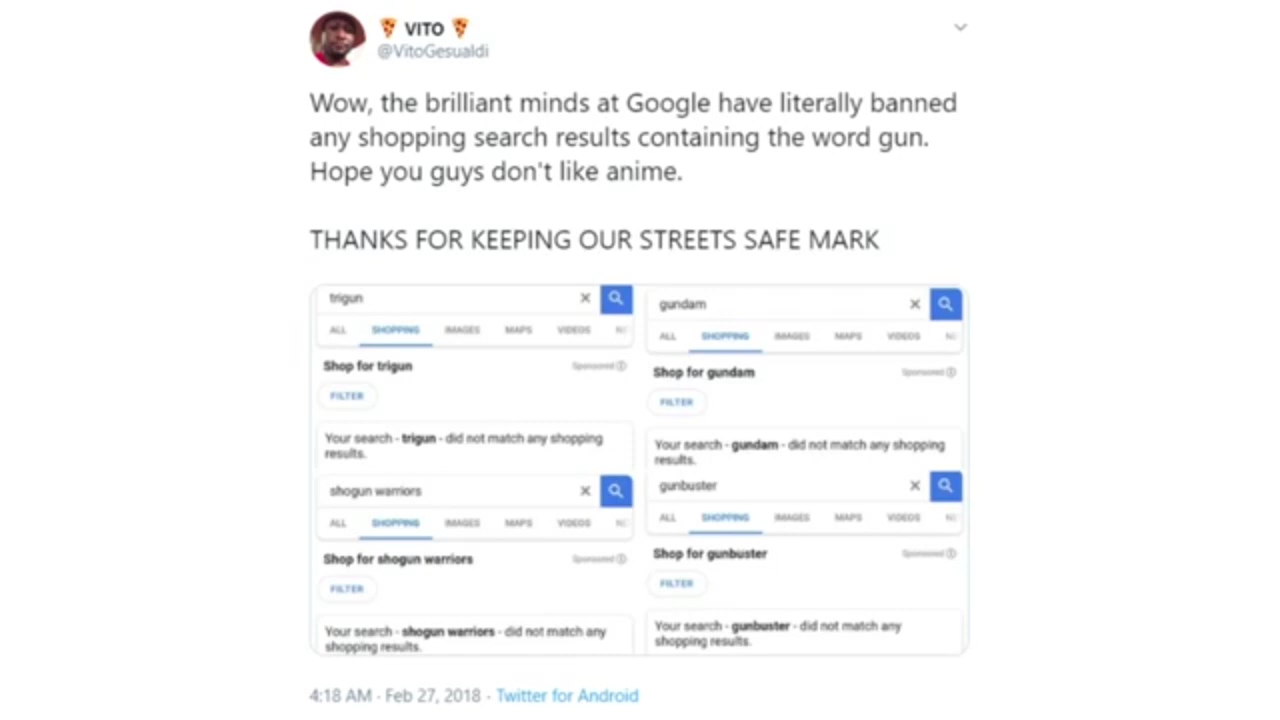 VITO
@VitoGesualdi
Wow, the brilliant minds at Google have literally banned
any shopping search results containing the word gun.
Hope you guys don't like anime.
THANKS FOR KEEPING OUR STREETS SAFE MARK
trigun
ALL SHOPPING IMAGES MAPS VIDEOS
Shop for trigun Sponsored
FILTER
Your search - trigun - did not match any shopping
results.
gundam
ALL SHOPPING IMAGES MAPS VIDEOS
Shop for gundam Sponsored
FILTER
Your search - gundam - did not match any shopping
results.
shogun warriors
ALL SHOPPING IMAGES MAPS VIDEOS
Shop for shogun warriors Sponsored
FILTER
Your search - shogun warriors - did not match any
shopping results.
gunbuster
ALL SHOPPING IMAGES MAPS VIDEOS
Shop for gunbuster Sponsored
FILTER
Your search - gunbuster - did not match any
shopping results.
4:18 AM · Feb 27, 2018 · Twitter for Android